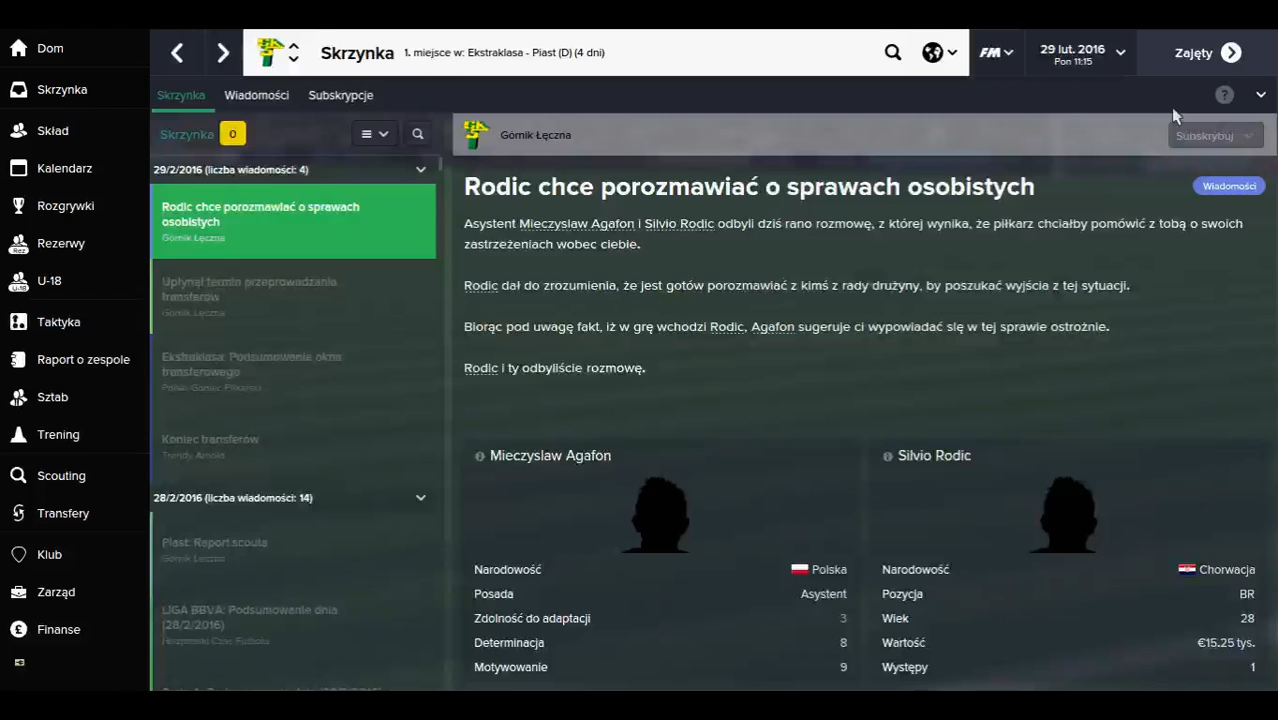 Dom
Skrzynka
Skład
Kalendarz
Rozgrywki
Rezerwy
U-18
Taktyka
Raport o zespole
Sztab
Trening
Scouting
Transfery
Klub
Zarząd
Finanse
Skrzynka
1. miejsce w: Ekstraklasa - Piast (D) (4 dni)
FM
29 lut. 2016
Pon 11:15
Zajęty
Skrzynka
Wiadomości
Subskrypcje
Skrzynka 0
29/2/2016 (liczba wiadomości: 4)
Rodic chce porozmawiać o sprawach
osobistych
Górnik Łęczna
Upłynął termin przeprowadzania
transferów
Górnik Łęczna
Ekstraklasa: Podsumowanie okna
transferowego
Koniec transferów
Trendy Arnolda
28/2/2016 (liczba wiadomości: 14)
Piast: Raport scouta
Górnik Łęczna
LIGA BBVA: Podsumowanie dnia
(28/2/2016)
Hiszpański Czas Futbolu
Górnik Łęczna
Subskrybuj
Rodic chce porozmawiać o sprawach osobistych
Wiadomości
Asystent Mieczyslaw Agafon i Silvio Rodic odbyli dziś rano rozmowę, z której wynika, że piłkarz chciałby pomówić z tobą o swoich
zastrzeżeniach wobec ciebie.
Rodic dał do zrozumienia, że jest gotów porozmawiać z kimś z rady drużyny, by poszukać wyjścia z tej sytuacji.
Biorąc pod uwagę fakt, iż w grę wchodzi Rodic, Agafon sugeruje ci wypowiadać się w tej sprawie ostrożnie.
Rodic i ty odbyliście rozmowę.
Mieczyslaw Agafon
Narodowość Polska
Posada Asystent
Zdolność do adaptacji 3
Determinacja 8
Motywowanie 9
Silvio Rodic
Narodowość Chorwacja
Pozycja BR
Wiek 28
Wartość €15.25 tys.
Występy 1